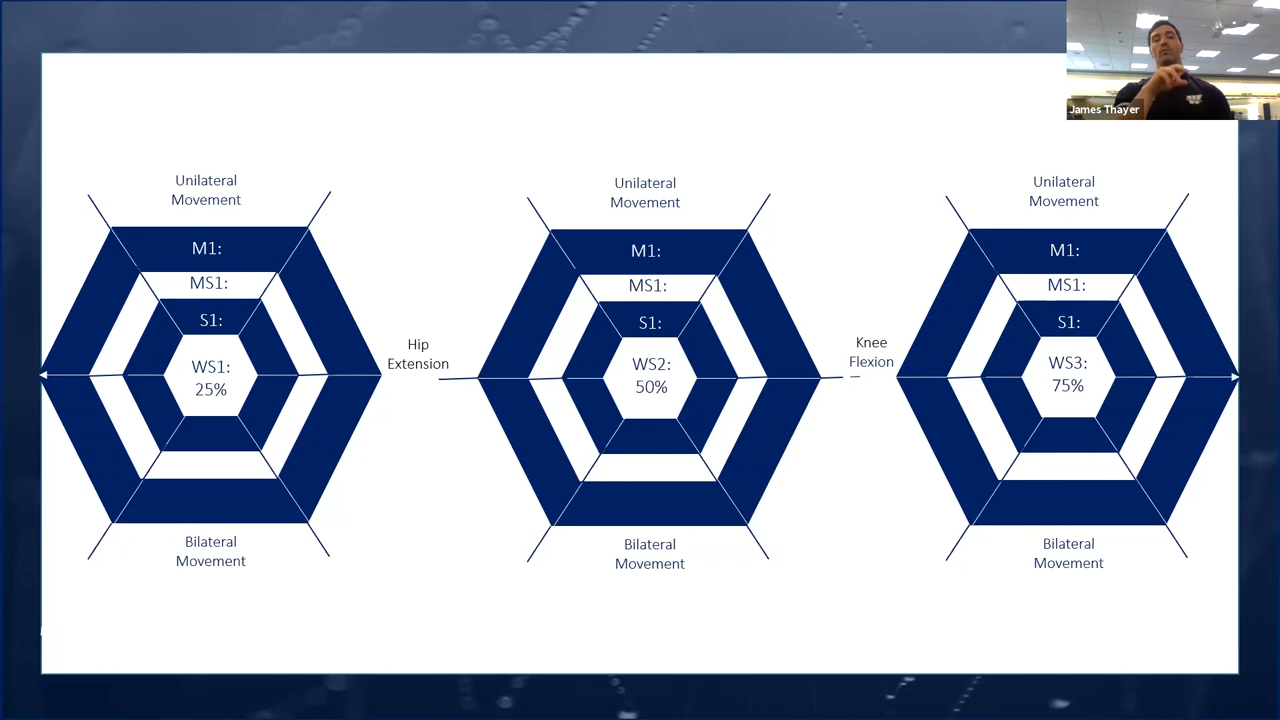 James Thayer
Unilateral
Movement
M1:
MS1:
S1:
WS1:
25%
Bilateral
Movement
Hip
Extension
Unilateral
Movement
M1:
MS1:
S1:
WS2:
50%
Bilateral
Movement
Knee
Flexion
Unilateral
Movement
M1:
MS1:
S1:
WS3:
75%
Bilateral
Movement